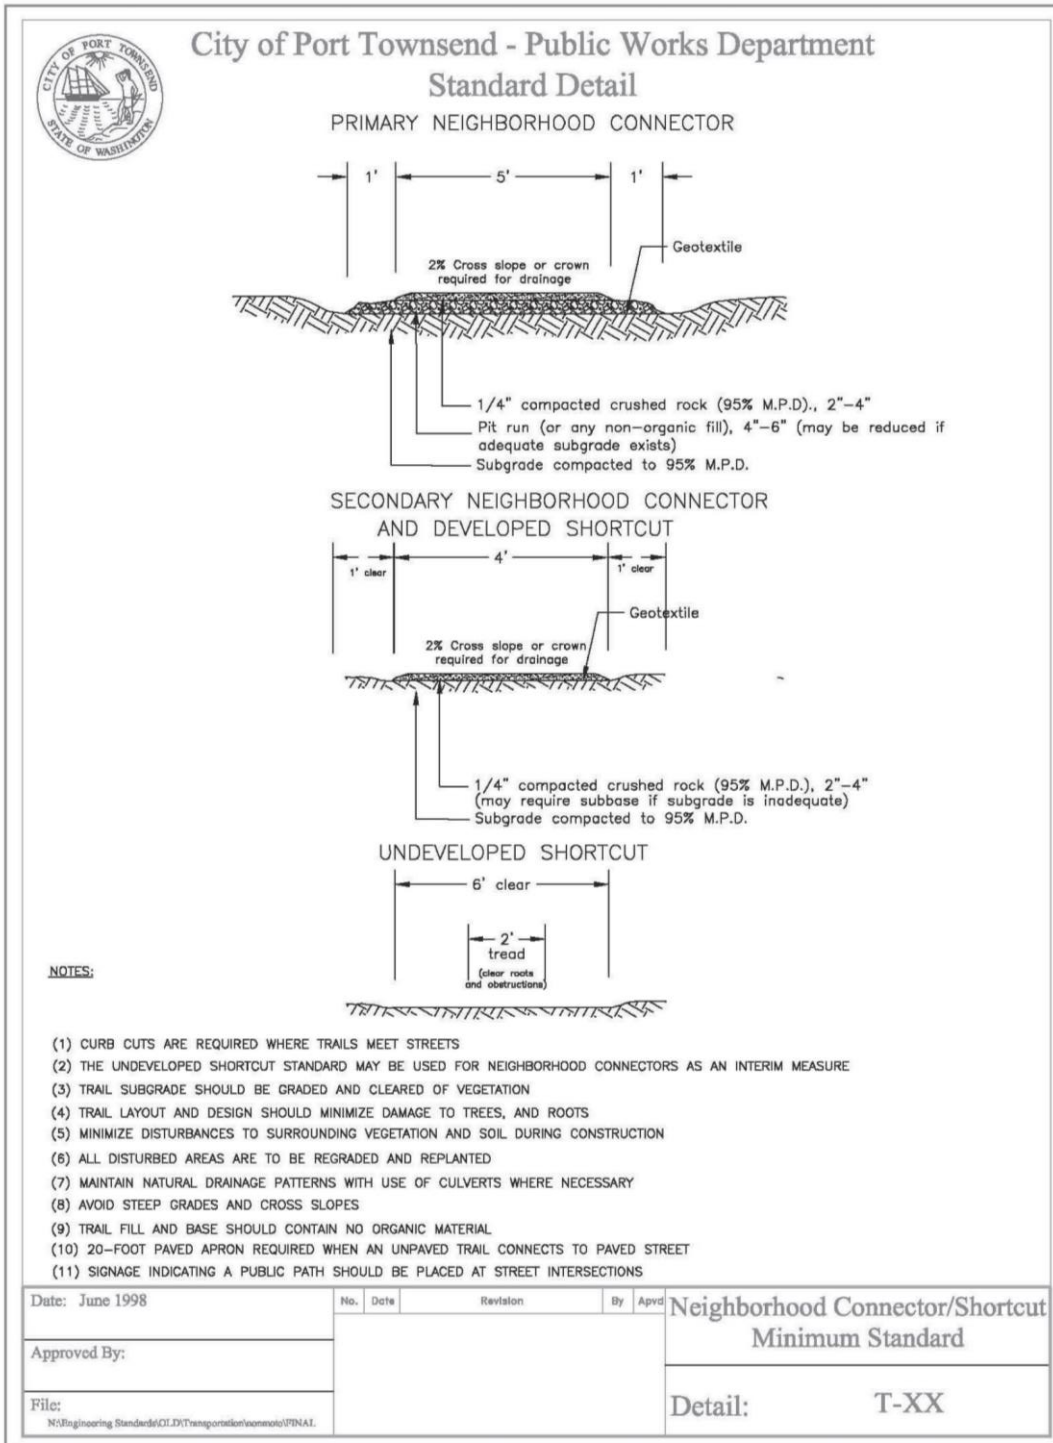 CITY OF PORT TOWNSEND
STATE OF WASHINGTON
City of Port Townsend - Public Works Department
Standard Detail
PRIMARY NEIGHBORHOOD CONNECTOR
1' 5' 1'
Geotextile
2% Cross slope or crown
required for drainage
1/4" compacted crushed rock (95% M.P.D)., 2"-4"
Pit run (or any non-organic fill), 4"-6" (may be reduced if
adequate subgrade exists)
Subgrade compacted to 95% M.P.D.
SECONDARY NEIGHBORHOOD CONNECTOR
AND DEVELOPED SHORTCUT
1' clear 4' 1' clear
Geotextile
2% Cross slope or crown
required for drainage
1/4" compacted crushed rock (95% M.P.D.), 2"-4"
(may require subbase if subgrade is inadequate)
Subgrade compacted to 95% M.P.D.
UNDEVELOPED SHORTCUT
6' clear
2'
tread
(clear roots
and obstructions)
NOTES:
(1) CURB CUTS ARE REQUIRED WHERE TRAILS MEET STREETS
(2) THE UNDEVELOPED SHORTCUT STANDARD MAY BE USED FOR NEIGHBORHOOD CONNECTORS AS AN INTERIM MEASURE
(3) TRAIL SUBGRADE SHOULD BE GRADED AND CLEARED OF VEGETATION
(4) TRAIL LAYOUT AND DESIGN SHOULD MINIMIZE DAMAGE TO TREES, AND ROOTS
(5) MINIMIZE DISTURBANCES TO SURROUNDING VEGETATION AND SOIL DURING CONSTRUCTION
(6) ALL DISTURBED AREAS ARE TO BE REGRADED AND REPLANTED
(7) MAINTAIN NATURAL DRAINAGE PATTERNS WITH USE OF CULVERTS WHERE NECESSARY
(8) AVOID STEEP GRADES AND CROSS SLOPES
(9) TRAIL FILL AND BASE SHOULD CONTAIN NO ORGANIC MATERIAL
(10) 20-FOOT PAVED APRON REQUIRED WHEN AN UNPAVED TRAIL CONNECTS TO PAVED STREET
(11) SIGNAGE INDICATING A PUBLIC PATH SHOULD BE PLACED AT STREET INTERSECTIONS
Date: June 1998
Approved By:
File:
N:\Engineering Standards\OLD\Transportation\nonmoto\FINAL
No. Date Revision By Apvd
Neighborhood Connector/Shortcut
Minimum Standard
Detail: T-XX